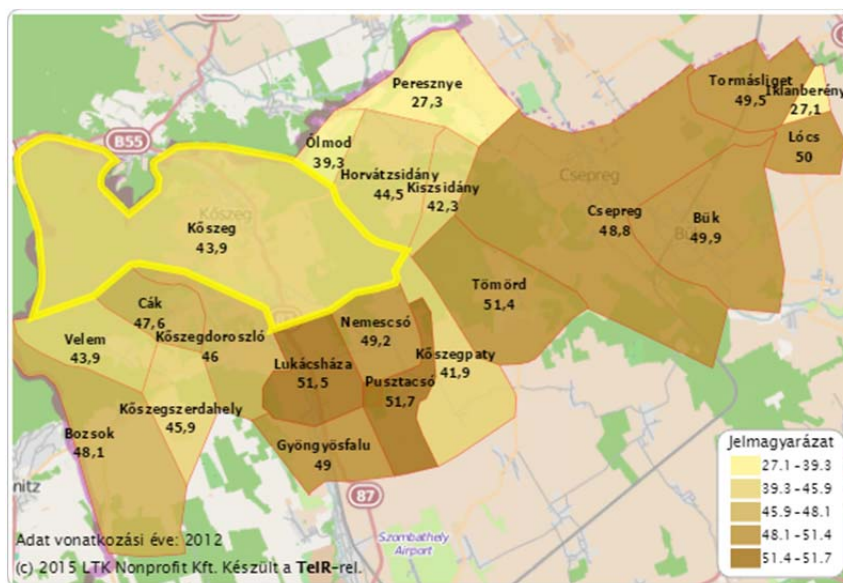 B55
Peresznye
27,3
Ólmod
39,3
Horvátzsidány
44,5
Kiszsidány
42,3
Tormásliget
49,5
Iklanberény
27,1
Lócs
50
Csepreg
Csepreg
48,8
Bük
49,9
Kőszeg
Kőszeg
43,9
Cák
47,6
Kőszegdoroszló
46
Velem
43,9
Nemescsó
49,2
Tömörd
51,4
Lukácsháza
51,5
Kőszegpaty
41,9
Pusztacsó
51,7
Kőszegszerdahely
45,9
Bozsok
48,1
Gyöngyösfalu
49
87
nitz
Szombathely
Airport
Jelmagyarázat
27.1-39.3
39.3-45.9
45.9-48.1
48.1-51.4
51.4-51.7
Adat vonatkozási éve: 2012
(c) 2015 LTK Nonprofit Kft. Készült a TeIR-rel.